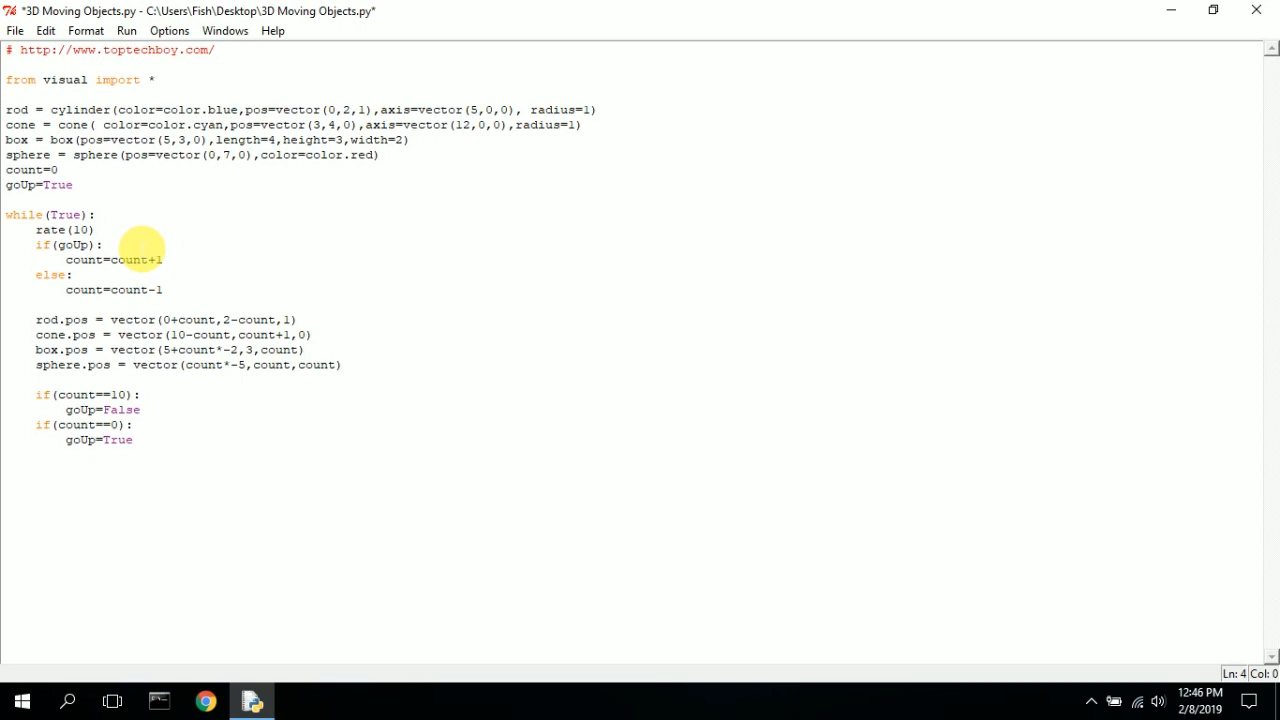 *3D Moving Objects.py - C:\Users\Fish\Desktop\3D Moving Objects.py*
File Edit Format Run Options Windows Help
# http://www.toptechboy.com/
from visual import *
rod = cylinder(color=color.blue,pos=vector(0,2,1),axis=vector(5,0,0), radius=1)
cone = cone( color=color.cyan,pos=vector(3,4,0),axis=vector(12,0,0),radius=1)
box = box(pos=vector(5,3,0),length=4,height=3,width=2)
sphere = sphere(pos=vector(0,7,0),color=color.red)
count=0
goUp=True
while(True):
    rate(10)
    if(goUp):
        count=count+1
    else:
        count=count-1
    rod.pos = vector(0+count,2-count,1)
    cone.pos = vector(10-count,count+1,0)
    box.pos = vector(5+count*-2,3,count)
    sphere.pos = vector(count*-5,count,count)
    if(count==10):
        goUp=False
    if(count==0):
        goUp=True
Ln: 4 Col: 0
12:46 PM
2/8/2019